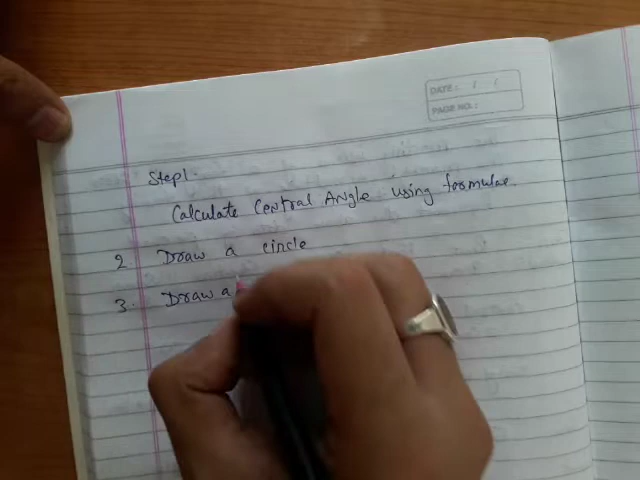 DATE: / /
PAGE NO.:
Step1.
Calculate Central Angle using formulae.
2. Draw a circle
3. Draw a